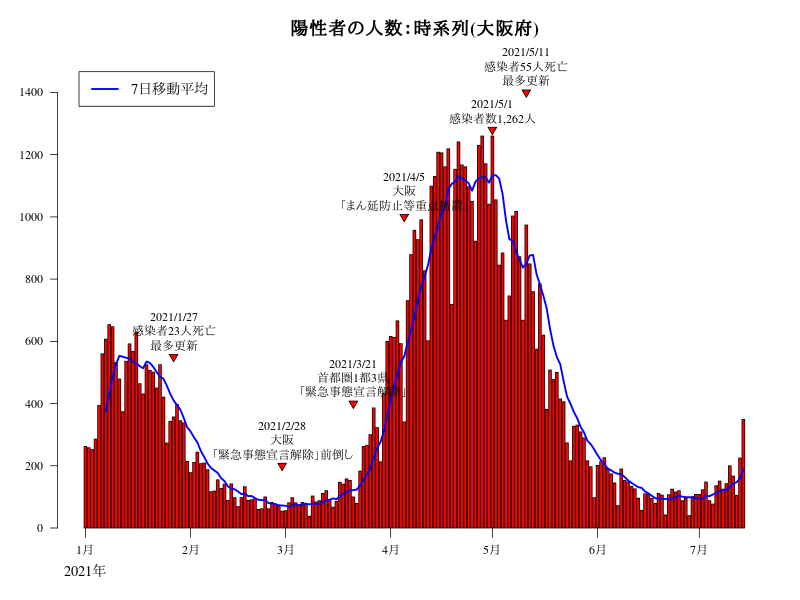 陽性者の人数：時系列(大阪府)
7日移動平均
2021/5/11
感染者55人死亡
最多更新
2021/5/1
感染者数1,262人
2021/4/5
大阪
「まん延防止等重点措置」
2021/1/27
感染者23人死亡
最多更新
2021/3/21
首都圏1都3県
「緊急事態宣言解除」
2021/2/28
大阪
「緊急事態宣言解除」前倒し
1400
1200
1000
800
600
400
200
0
1月 2月 3月 4月 5月 6月 7月
2021年